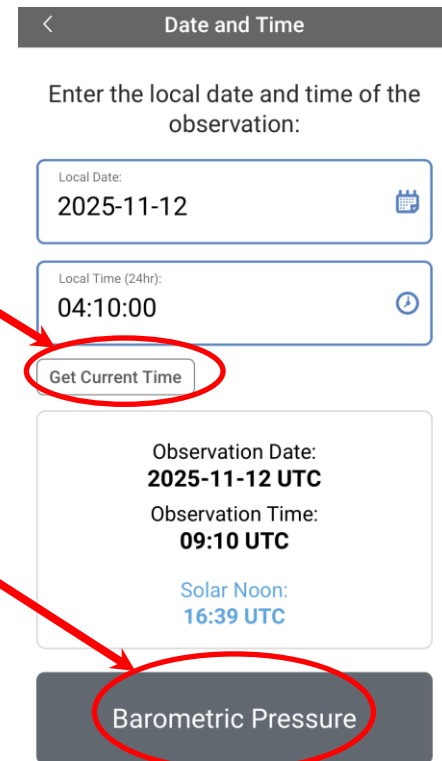 Date and Time
Enter the local date and time of the
observation:
Local Date:
2025-11-12
Local Time (24hr):
04:10:00
Get Current Time
Observation Date:
2025-11-12 UTC
Observation Time:
09:10 UTC
Solar Noon:
16:39 UTC
Barometric Pressure